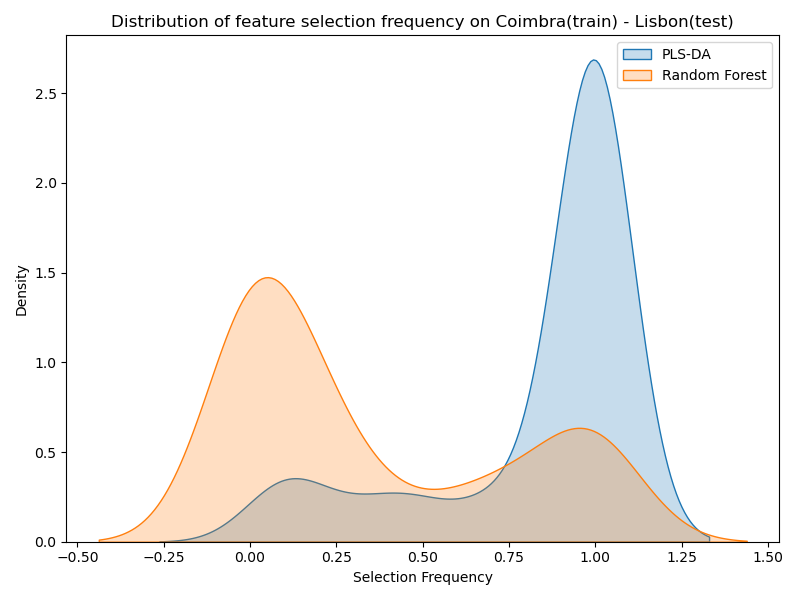 Distribution of feature selection frequency on Coimbra(train) - Lisbon(test)
PLS-DA
Random Forest
Density
2.5
2.0
1.5
1.0
0.5
0.0
−0.50 −0.25 0.00 0.25 0.50 0.75 1.00 1.25 1.50
Selection Frequency